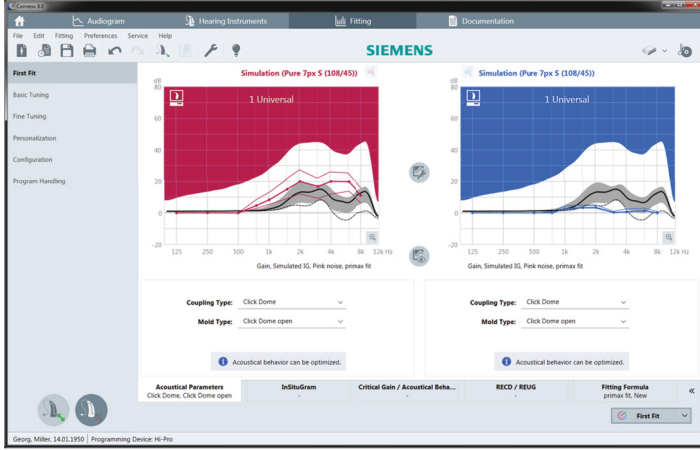 Connexx 8.0
Audiogram
Hearing Instruments
Fitting
Documentation
File Edit Fitting Preferences Service Help
SIEMENS
First Fit
Basic Tuning
Fine Tuning
Personalization
Configuration
Program Handling
Simulation (Pure 7px S (108/45))
dB
80
60
40
20
0
-20
1 Universal
125 250 500 1k 2k 4k 8k 12k Hz
Gain, Simulated IG, Pink noise, primax fit
Simulation (Pure 7px S (108/45))
dB
80
60
40
20
0
-20
1 Universal
125 250 500 1k 2k 4k 8k 12k Hz
Gain, Simulated IG, Pink noise, primax fit
Coupling Type: Click Dome
Mold Type: Click Dome open
Acoustical behavior can be optimized.
Coupling Type: Click Dome
Mold Type: Click Dome open
Acoustical behavior can be optimized.
Acoustical Parameters
Click Dome, Click Dome open
InSituGram
-
Critical Gain / Acoustical Beha...
-
RECD / REUG
-
Fitting Formula
primax fit, New
First Fit
Georg, Miller, 14.01.1950 Programming Device: Hi-Pro